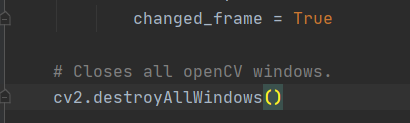 changed_frame = True
# Closes all openCV windows.
cv2.destroyAllWindows()